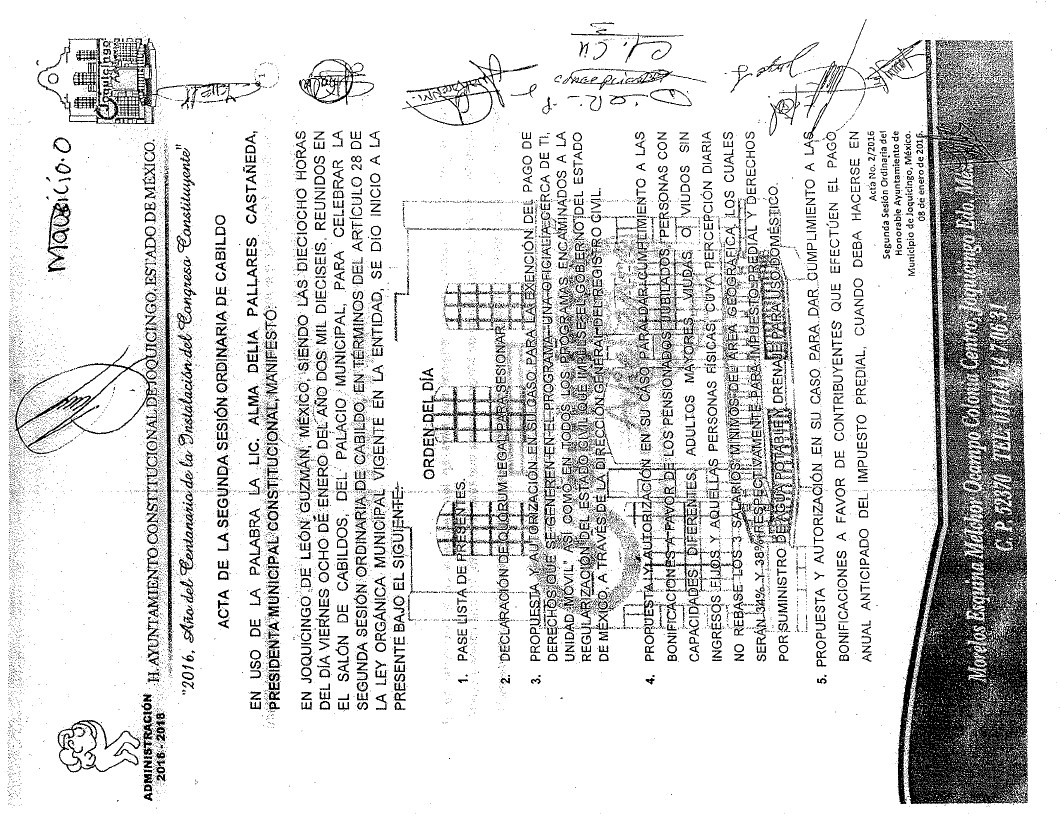 Mauricio.O
Joquicingo
ADMINISTRACIÓN
2016 - 2018
H. AYUNTAMIENTO CONSTITUCIONAL DE JOQUICINGO, ESTADO DE MÉXICO.
"2016, Año del Centenario de la Instalación del Congreso Constituyente"
ACTA DE LA SEGUNDA SESIÓN ORDINARIA DE CABILDO
EN USO DE LA PALABRA LA LIC. ALMA DELIA PALLARES CASTAÑEDA,
PRESIDENTA MUNICIPAL CONSTITUCIONAL, MANIFESTÓ:
EN JOQUICINGO DE LEÓN GUZMÁN, MÉXICO, SIENDO LAS DIECIOCHO HORAS
DEL DÍA VIERNES OCHO DE ENERO DEL AÑO DOS MIL DIECISEIS, REUNIDOS EN
EL SALÓN DE CABILDOS, DEL PALACIO MUNICIPAL, PARA CELEBRAR LA
SEGUNDA SESIÓN ORDINARIA DE CABILDO, EN TÉRMINOS DEL ARTÍCULO 28 DE
LA LEY ORGÁNICA MUNICIPAL VIGENTE EN LA ENTIDAD, SE DIO INICIO A LA
PRESENTE BAJO EL SIGUIENTE:
ORDEN DEL DÍA
1. PASE LISTA DE PRESENTES.
2. DECLARACIÓN DE QUÓRUM LEGAL PARA SESIONAR.
3. PROPUESTA Y AUTORIZACIÓN EN SU CASO, PARA LA EXENCIÓN DEL PAGO DE
DERECHOS QUE SE GENEREN EN EL PROGRAMA "UNA OFICIALÍA CERCA DE TI,
UNIDAD MÓVIL" ASÍ COMO EN TODOS LOS PROGRAMAS ENCAMINADOS A LA
REGULARIZACIÓN DEL ESTADO CIVIL QUE IMPULSE EL GOBIERNO DEL ESTADO
DE MÉXICO, A TRAVÉS DE LA DIRECCIÓN GENERAL DEL REGISTRO CIVIL.
4. PROPUESTA Y AUTORIZACIÓN EN SU CASO PARA DAR CUMPLIMIENTO A LAS
BONIFICACIONES A FAVOR DE LOS PENSIONADOS, JUBILADOS, PERSONAS CON
CAPACIDADES DIFERENTES, ADULTOS MAYORES, VIUDAS O VIUDOS SIN
INGRESOS FIJOS Y AQUELLAS PERSONAS FÍSICAS, CUYA PERCEPCIÓN DIARIA
NO REBASE LOS 3 SALARIOS MÍNIMOS DEL ÁREA GEOGRÁFICA, LOS CUALES
SERÁN 34% Y 38% RESPECTIVAMENTE PARA IMPUESTO PREDIAL Y DERECHOS
POR SUMINISTRO DE AGUA POTABLE Y DRENAJE PARA USO DOMÉSTICO.
5. PROPUESTA Y AUTORIZACIÓN EN SU CASO PARA DAR CUMPLIMIENTO A LAS
BONIFICACIONES A FAVOR DE CONTRIBUYENTES QUE EFECTÚEN EL PAGO
ANUAL ANTICIPADO DEL IMPUESTO PREDIAL, CUANDO DEBA HACERSE EN
Acta No. 2/2016
Segunda Sesión Ordinaria del
Honorable Ayuntamiento de
Municipio de Joquicingo, México.
08 de enero de 2016.
Morelos Esquina Melchor Ocampo Colonia Centro, Joquicingo Edo. Méx.
C.P. 52370 TEL: 01(714) 14 7 06 31